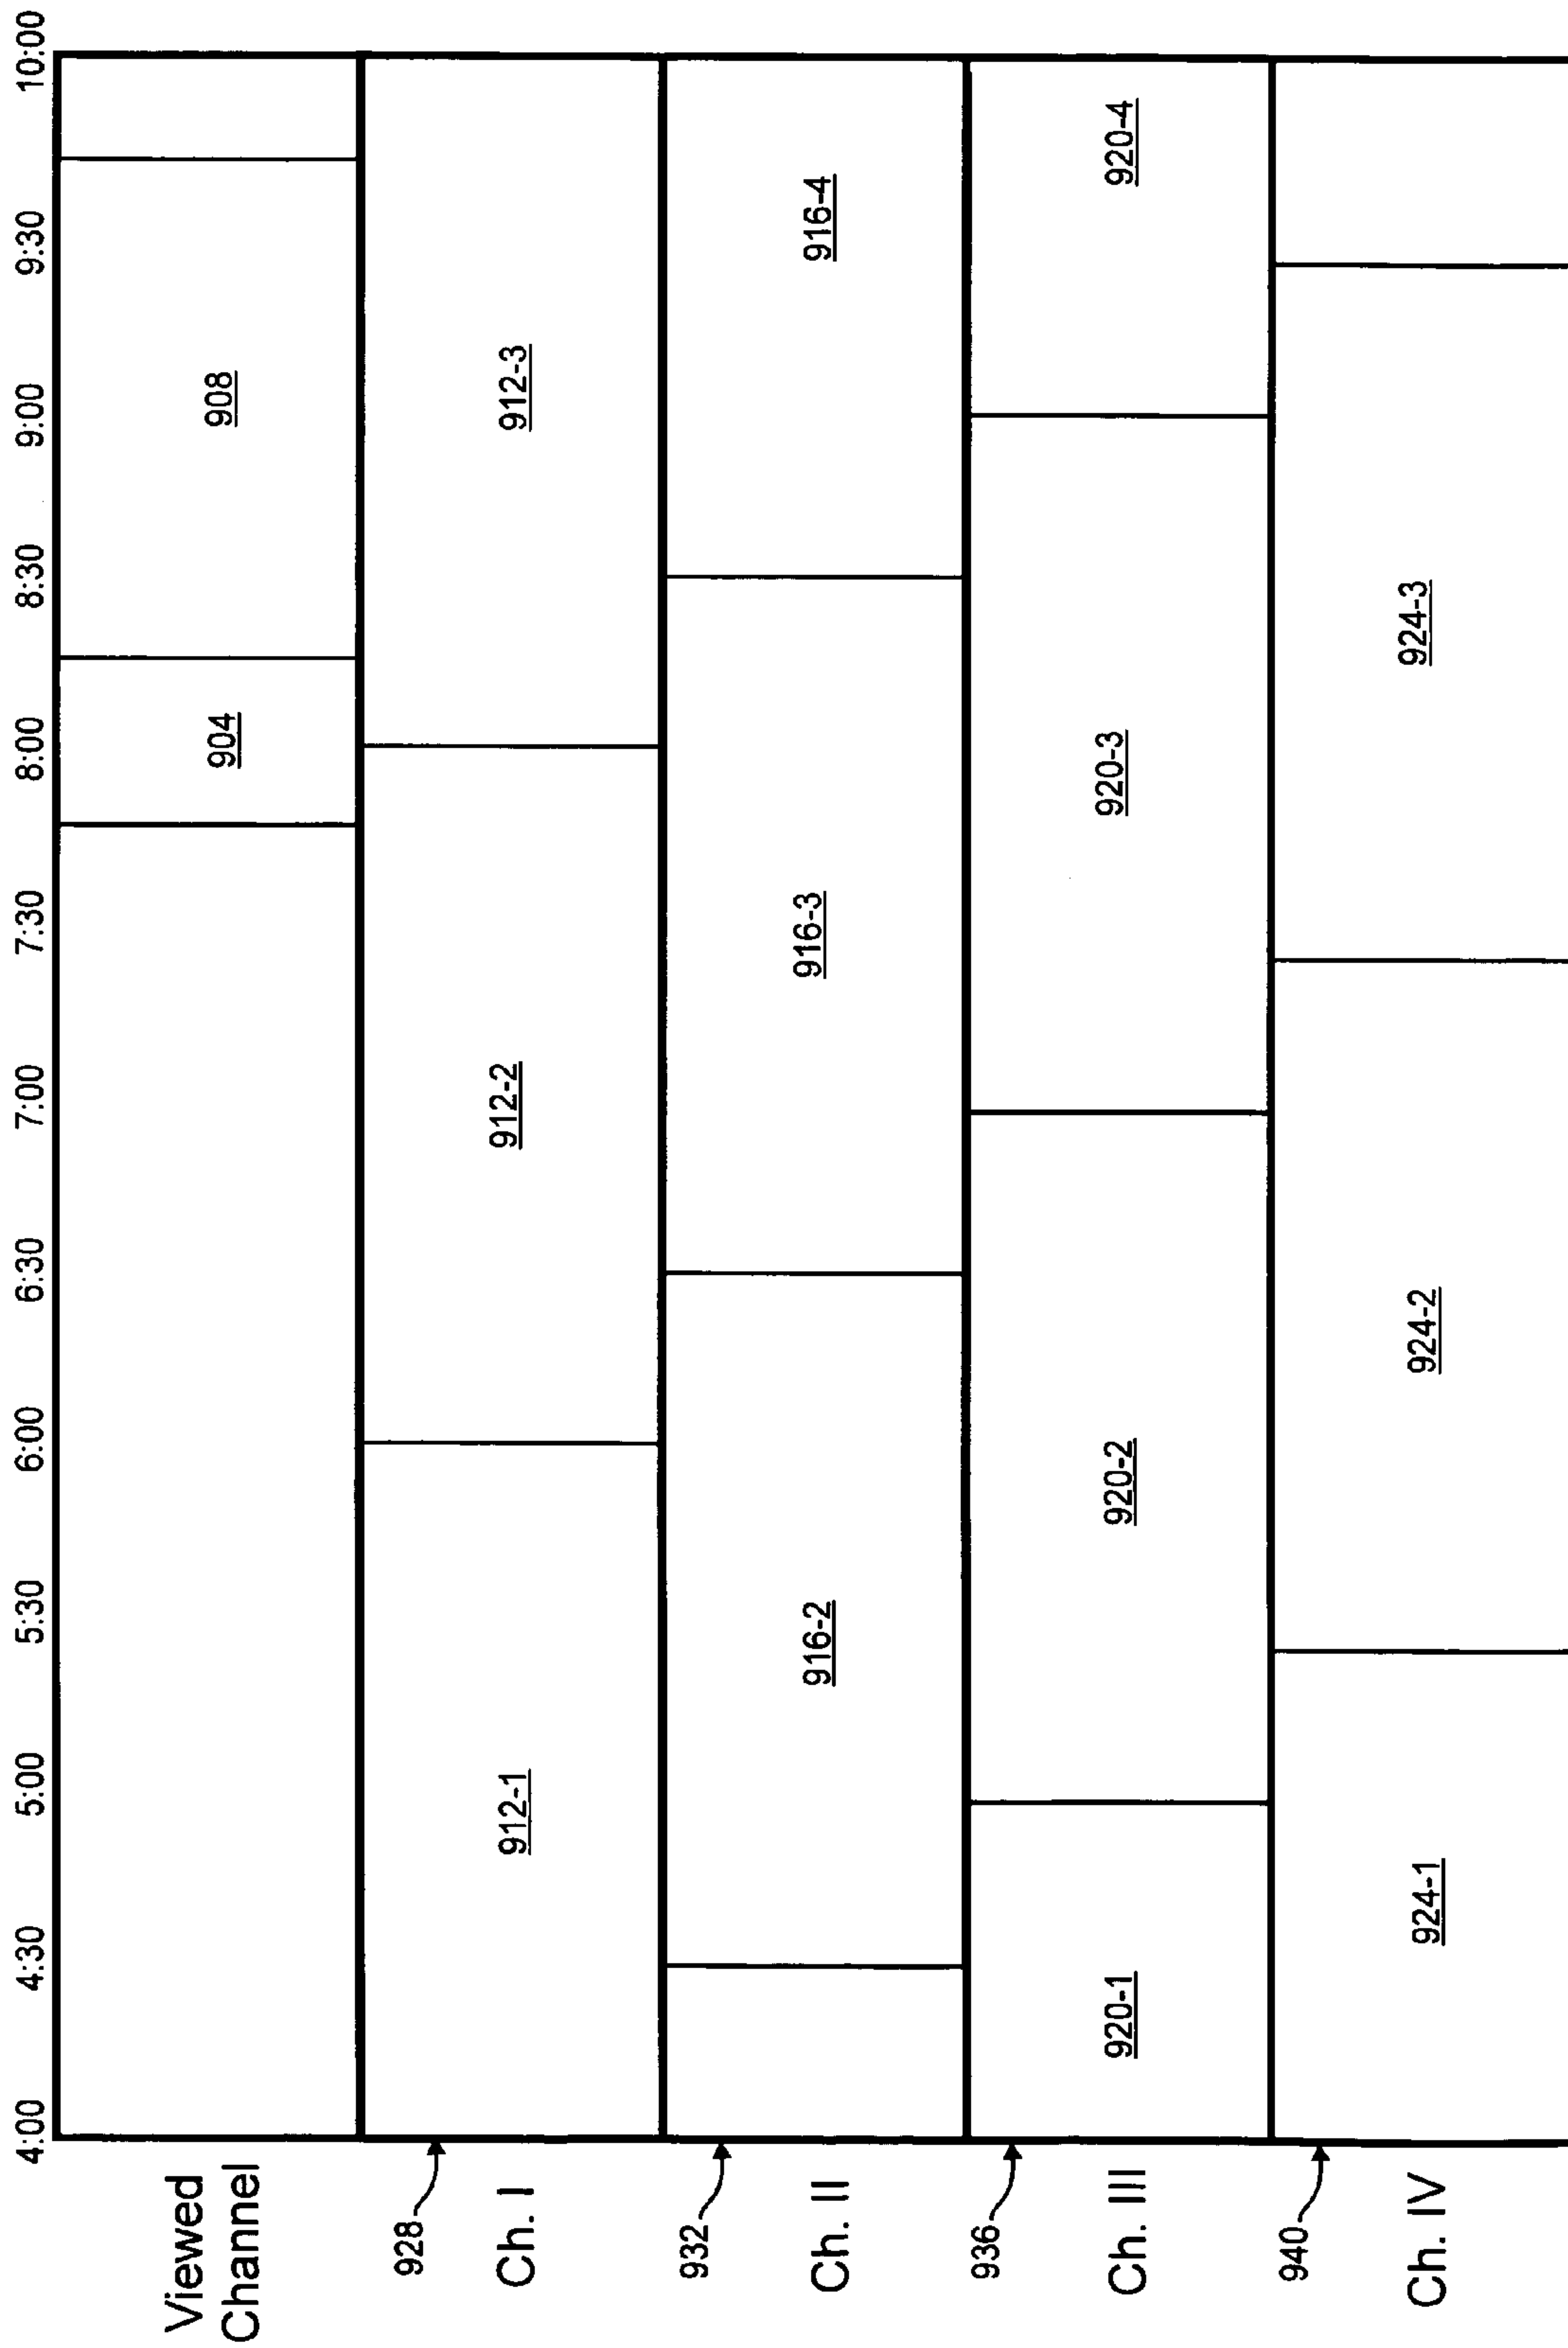 4:00 4:30 5:00 5:30 6:00 6:30 7:00 7:30 8:00 8:30 9:00 9:30 10:00
Viewed
Channel
904 908
928
Ch. I
912-1 912-2 912-3
932
Ch. II
916-2 916-3 916-4
936
Ch. III
920-1 920-2 920-3 920-4
940
Ch. IV
924-1 924-2 924-3